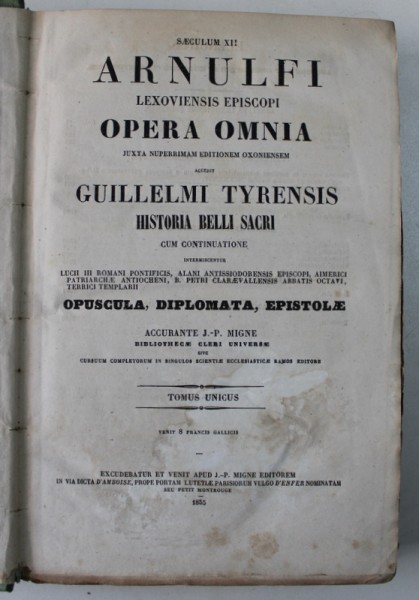 SÆCULUM XII
ARNULFI
LEXOVIENSIS EPISCOPI
OPERA OMNIA
JUXTA NUPERRIMAM EDITIONEM OXONIENSEM
ACCEDIT
GUILLELMI TYRENSIS
HISTORIA BELLI SACRI
CUM CONTINUATIONE
INTERMISCENTUR
LUCII III ROMANI PONTIFICIS, ALANI ANTISSIODORENSIS EPISCOPI, AIMERICI
PATRIARCHÆ ANTIOCHENI, B. PETRI CLARÆVALLENSIS ABBATIS OCTAVI,
TERRICI TEMPLARII
OPUSCULA, DIPLOMATA, EPISTOLÆ
ACCURANTE J.-P. MIGNE
BIBLIOTHECÆ CLERI UNIVERSÆ
SIVE
CURSUUM COMPLETORUM IN SINGULOS SCIENTIÆ ECCLESIASTICÆ RAMOS EDITORE
TOMUS UNICUS
VENIT 8 FRANCIS GALLICIS
EXCUDEBATUR ET VENIT APUD J.-P. MIGNE EDITOREM
IN VIA DICTA D'AMBOISE, PROPE PORTAM LUTETIÆ PARISIORUM VULGO D'ENFER NOMINATAM
SEU PETIT MONTROUGE
1855